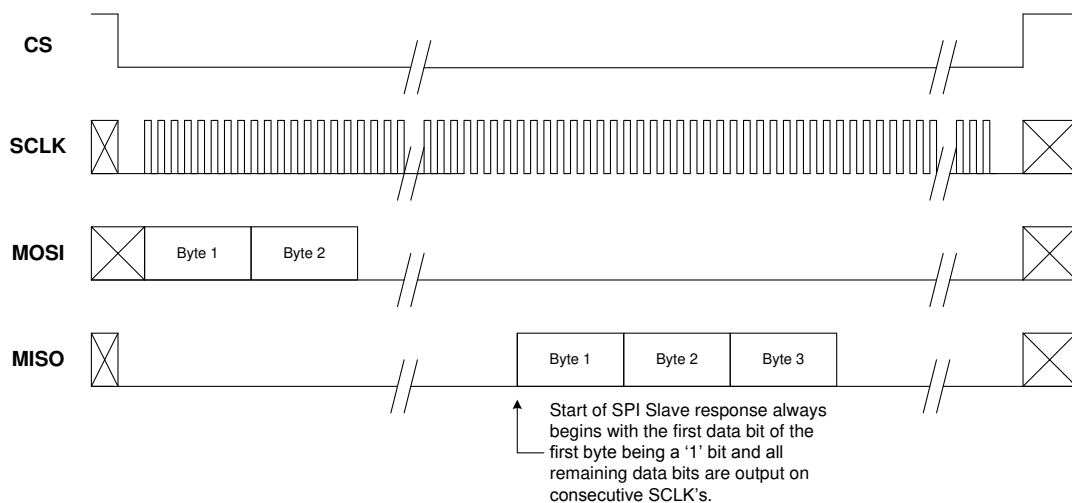 CS
SCLK
MOSI
Byte 1
Byte 2
MISO
Byte 1
Byte 2
Byte 3
Start of SPI Slave response always
begins with the first data bit of the
first byte being a ‘1’ bit and all
remaining data bits are output on
consecutive SCLK’s.